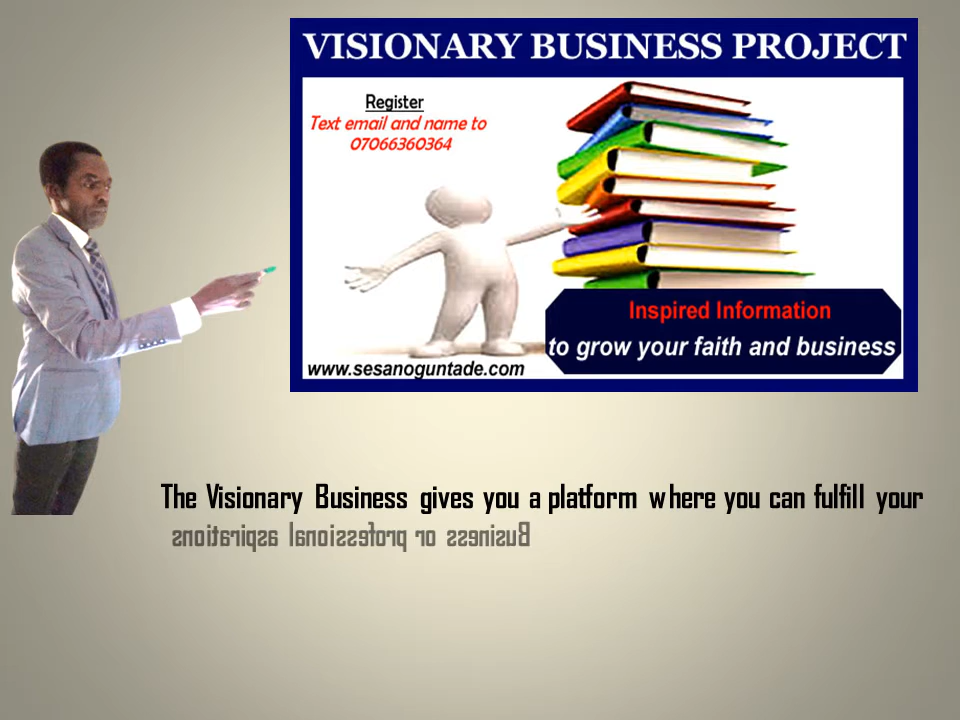 VISIONARY BUSINESS PROJECT
Register
Text email and name to
07066360364
Inspired Information
to grow your faith and business
www.sesanoguntade.com
The Visionary Business gives you a platform where you can fulfill your
Business or professional aspirations